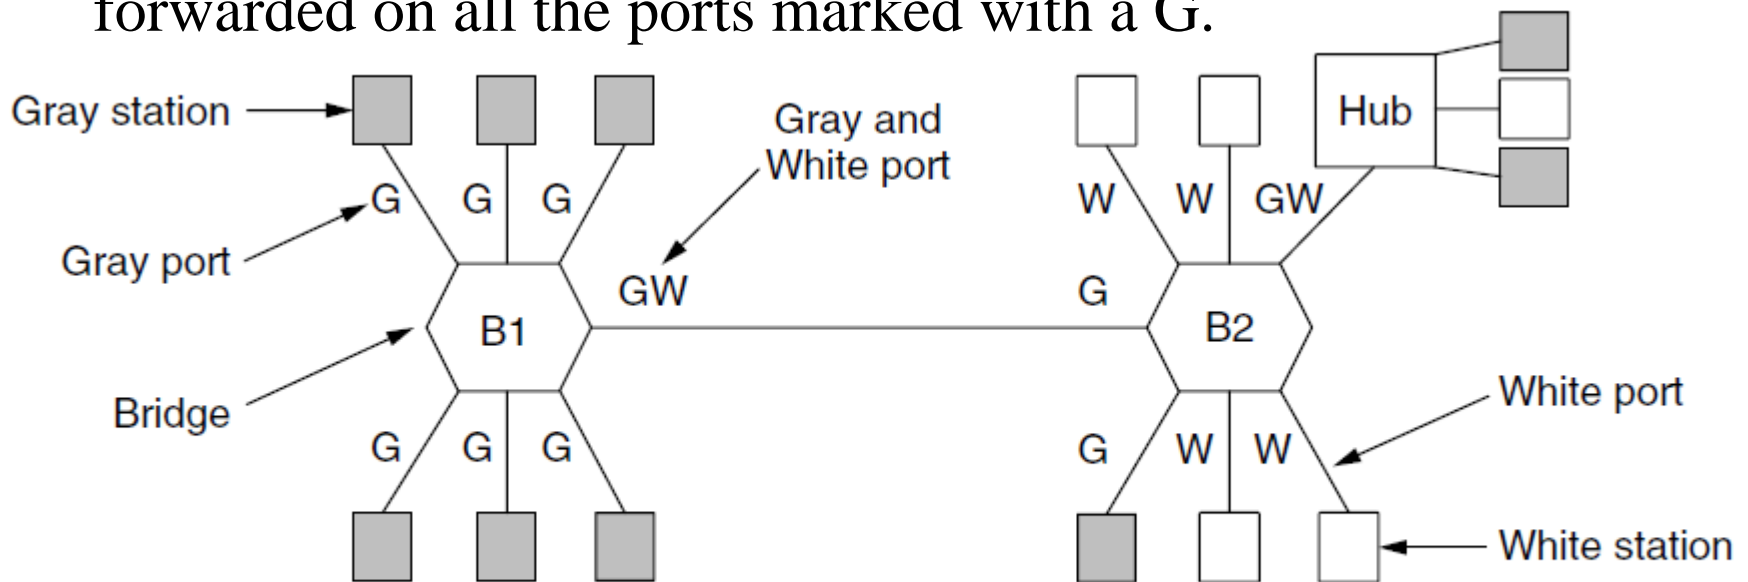 forwarded on all the ports marked with a G.
Gray station
Gray and
White port
Hub
G
G
G
W
W
GW
Gray port
GW
G
B1
B2
Bridge
White port
G
G
G
G
W
W
White station